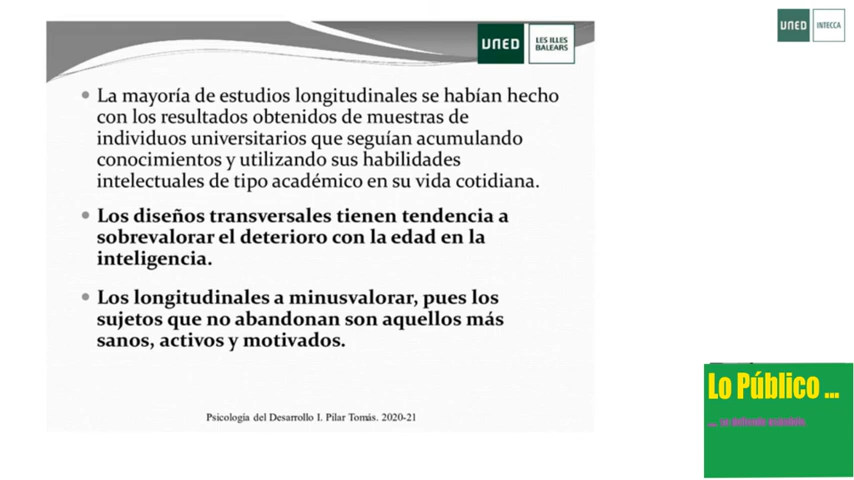 UNED
LES ILLES
BALEARS
UNED
INTECCA
La mayoría de estudios longitudinales se habían hecho
con los resultados obtenidos de muestras de
individuos universitarios que seguían acumulando
conocimientos y utilizando sus habilidades
intelectuales de tipo académico en su vida cotidiana.
Los diseños transversales tienen tendencia a
sobrevalorar el deterioro con la edad en la
inteligencia.
Los longitudinales a minusvalorar, pues los
sujetos que no abandonan son aquellos más
sanos, activos y motivados.
Psicología del Desarrollo I. Pilar Tomás. 2020-21
Lo Público ...